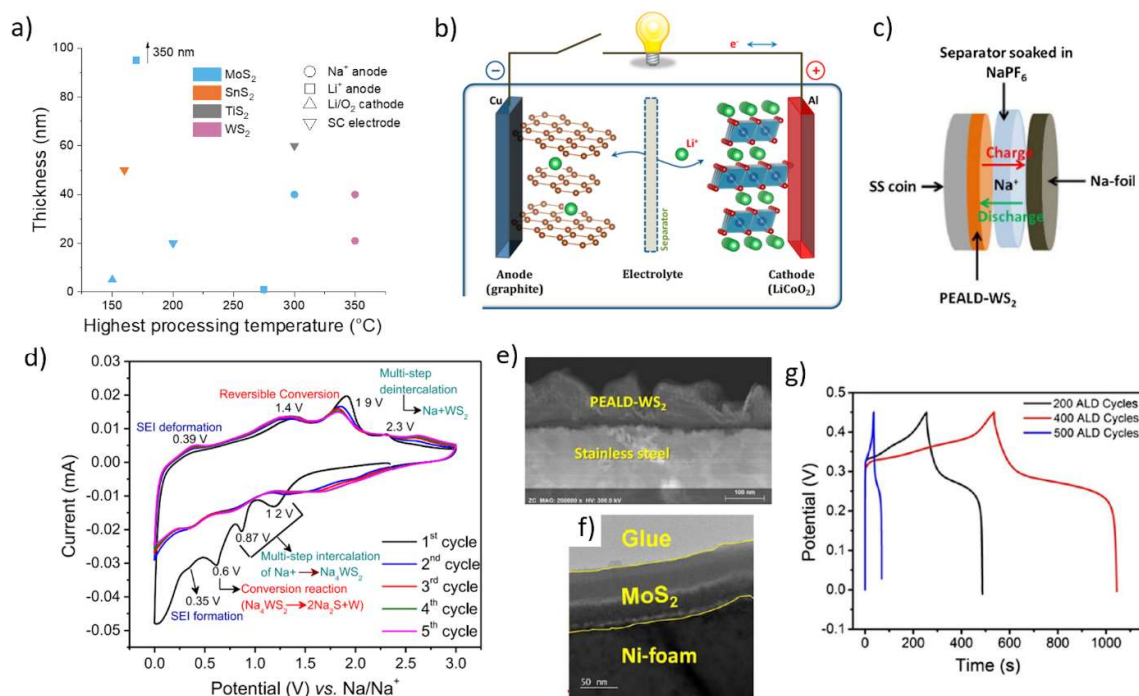 a)
350 nm
MoS₂
SnS₂
TiS₂
WS₂
Na⁺ anode
Li⁺ anode
Li/O₂ cathode
SC electrode
Thickness (nm)
100
80
60
40
20
0
150
200
250
300
350
Highest processing temperature (°C)
b)
e⁻
−
+
Cu
Al
Li⁺
Separator
Anode
(graphite)
Electrolyte
Cathode
(LiCoO₂)
c)
Separator soaked in
NaPF₆
Charge
Na⁺
Discharge
SS coin
Na-foil
PEALD-WS₂
d)
Current (mA)
0.03
0.02
0.01
0.00
-0.01
-0.02
-0.03
-0.04
-0.05
Reversible Conversion
Multi-step
deintercalation
Na+WS₂
SEI deformation
0.39 V
1.4 V
1 9 V
2.3 V
1 2 V
0.87 V
0.6 V
0.35 V
Multi-step intercalation
of Na+ → Na₄WS₂
Conversion reaction
(Na₄WS₂→2Na₂S+W)
SEI formation
1st cycle
2nd cycle
3rd cycle
4th cycle
5th cycle
0.0
0.5
1.0
1.5
2.0
2.5
3.0
Potential (V) vs. Na/Na⁺
e)
PEALD-WS₂
Stainless steel
100 nm
f)
Glue
MoS₂
Ni-foam
50 nm
g)
200 ALD Cycles
400 ALD Cycles
500 ALD Cycles
Potential (V)
0.5
0.4
0.3
0.2
0.1
0.0
-0.1
0
200
400
600
800
1000
Time (s)